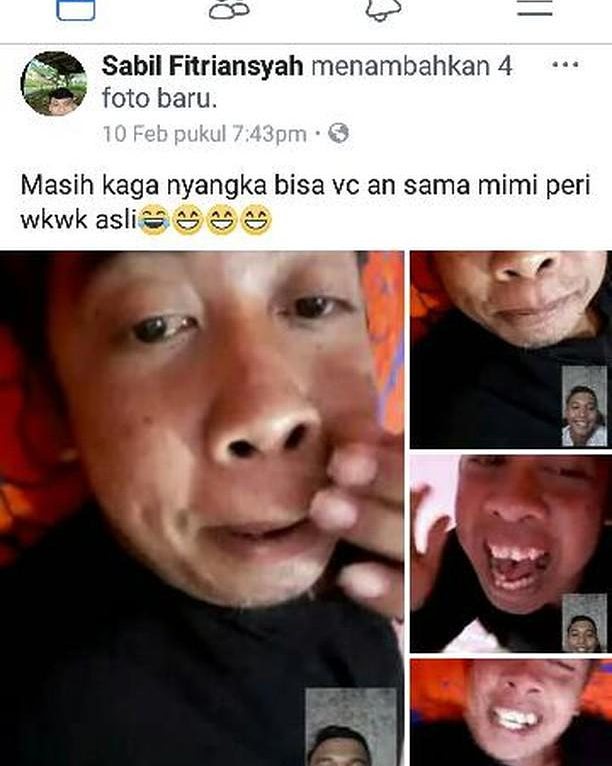 Sabil Fitriansyah menambahkan 4
foto baru.
10 Feb pukul 7:43pm ·
Masih kaga nyangka bisa vc an sama mimi peri
wkwk asli😂😁😁😁